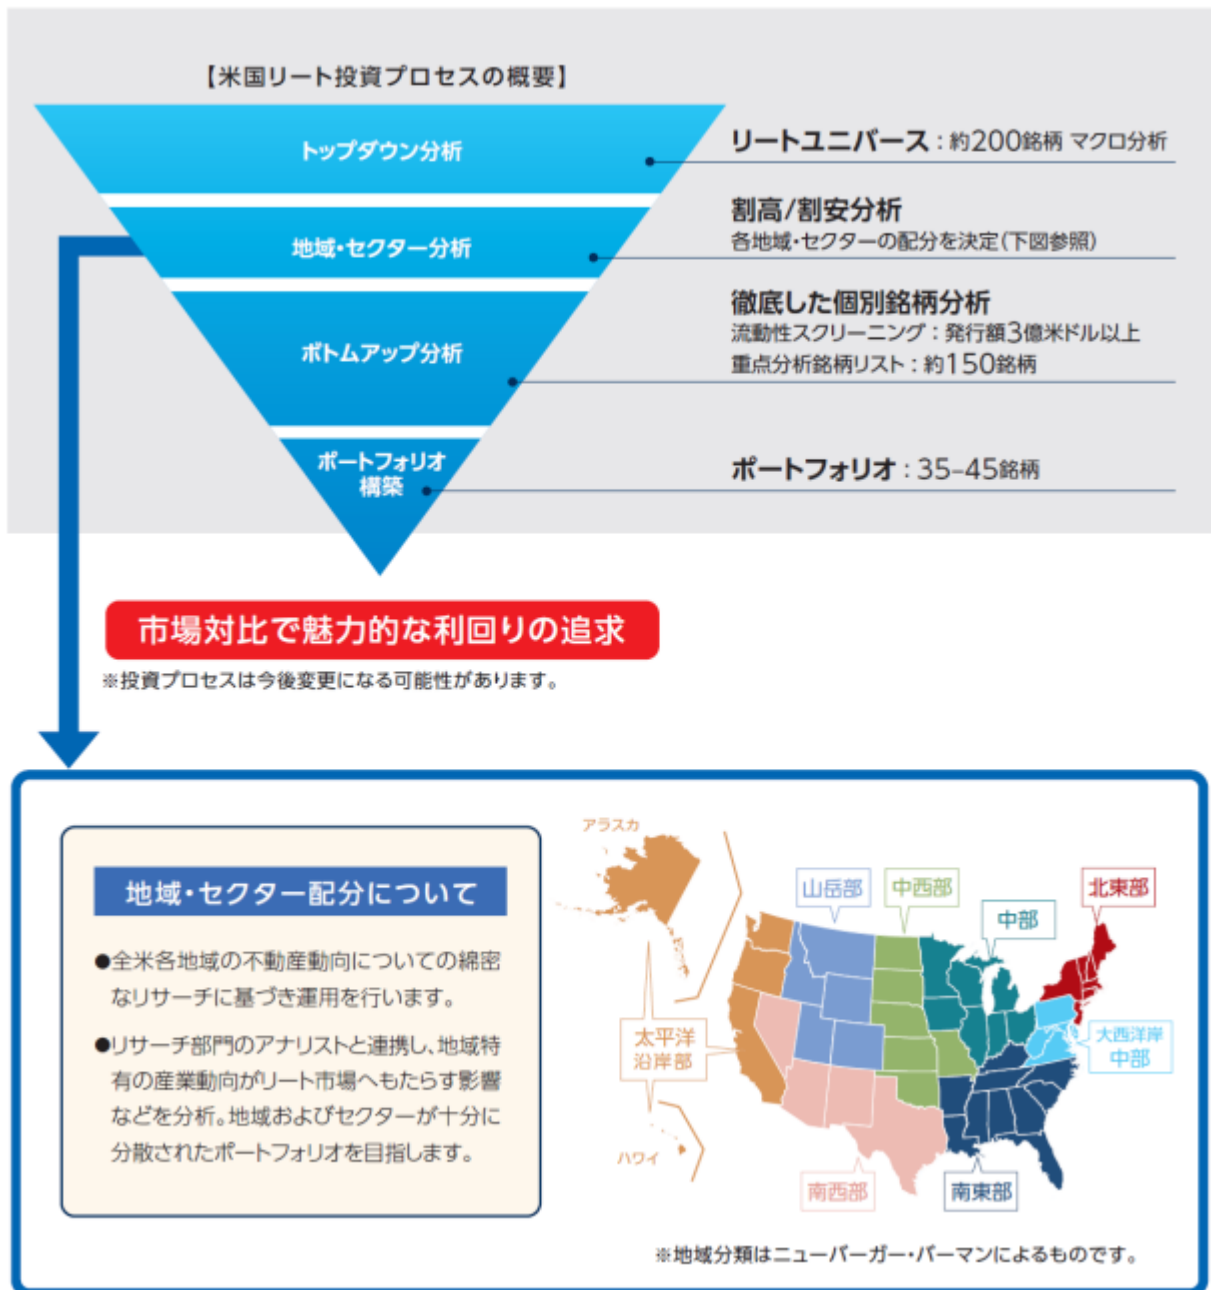 【米国リート投資プロセスの概要】
トップダウン分析
リートユニバース：約200銘柄 マクロ分析
地域・セクター分析
割高/割安分析
各地域・セクターの配分を決定（下図参照）
ボトムアップ分析
徹底した個別銘柄分析
流動性スクリーニング：発行額3億米ドル以上
重点分析銘柄リスト：約150銘柄
ポートフォリオ
構築
ポートフォリオ：35–45銘柄
市場対比で魅力的な利回りの追求
※投資プロセスは今後変更になる可能性があります。
地域・セクター配分について
●全米各地域の不動産動向についての綿密
なリサーチに基づき運用を行います。
●リサーチ部門のアナリストと連携し、地域特
有の産業動向がリート市場へもたらす影響
などを分析。地域およびセクターが十分に
分散されたポートフォリオを目指します。
アラスカ
山岳部
中西部
中部
北東部
太平洋
沿岸部
大西洋岸
中部
ハワイ
南西部
南東部
※地域分類はニューバーガー・バーマンによるものです。